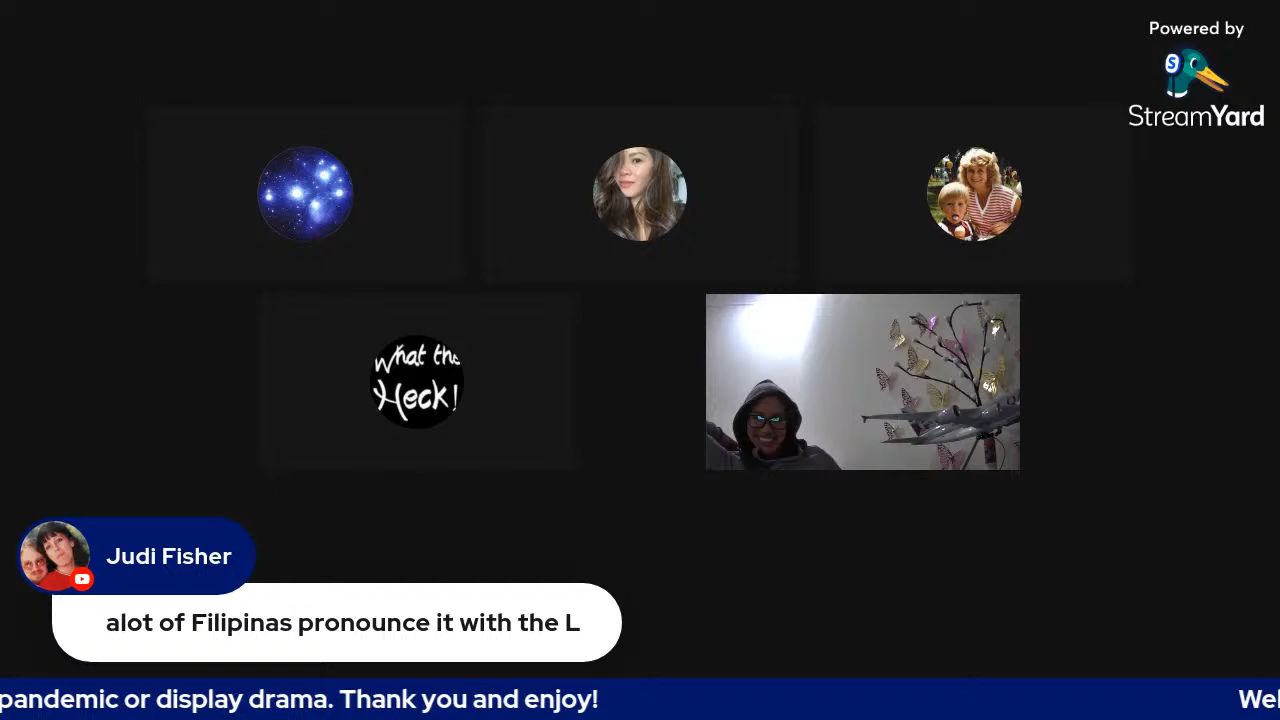 Powered by
S
StreamYard
What the
Heck!
Judi Fisher
alot of Filipinas pronounce it with the L
pandemic or display drama. Thank you and enjoy!
Wel